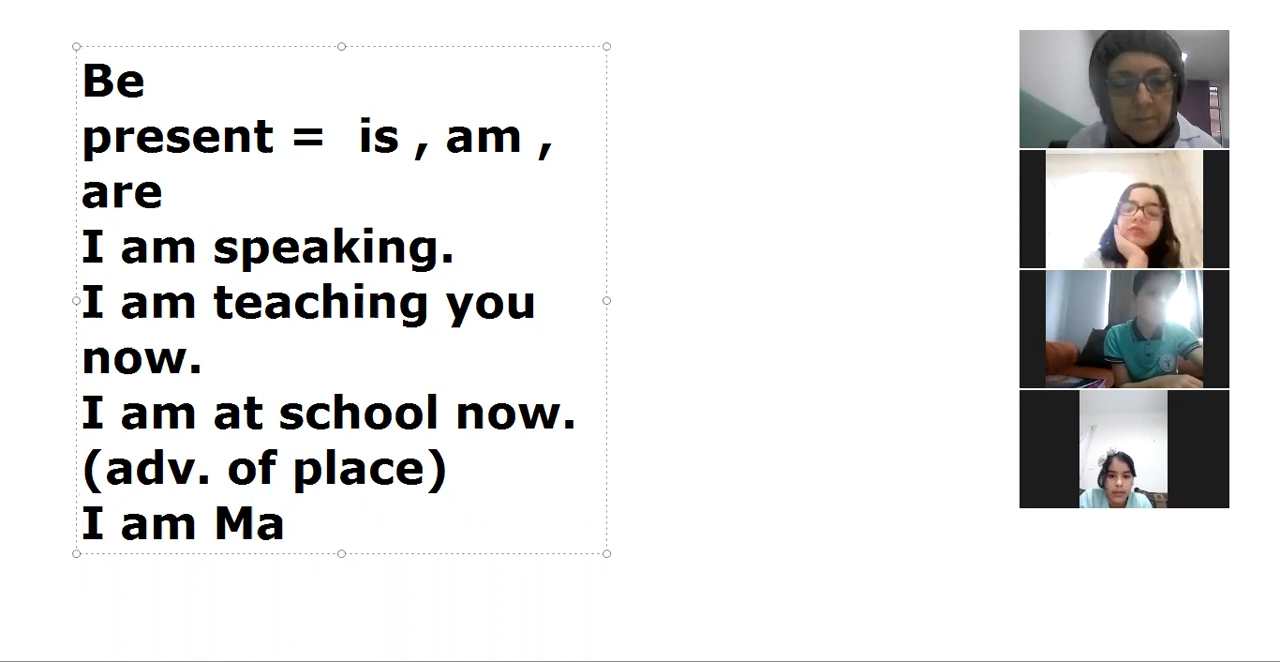 Be
present =  is , am ,
are
I am speaking.
I am teaching you
now.
I am at school now.
(adv. of place)
I am Ma